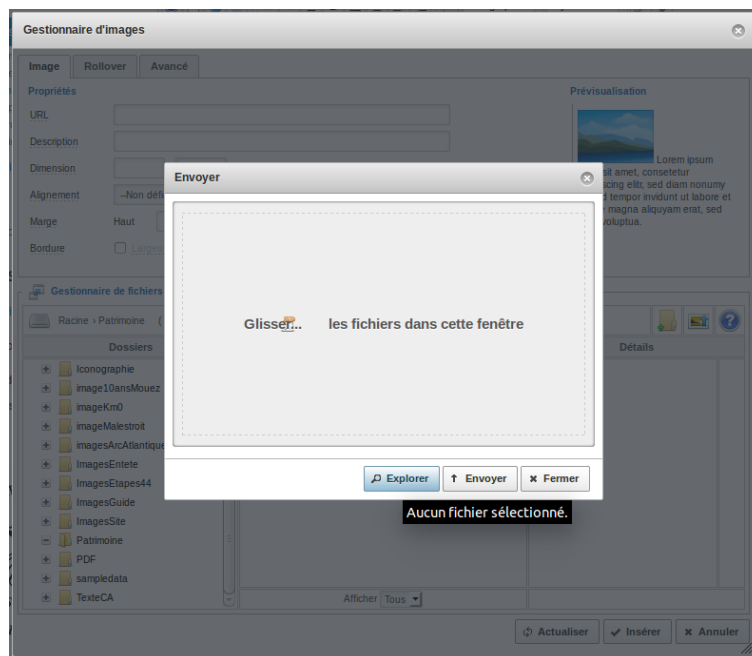 Gestionnaire d'images
Image Rollover Avancé
Propriétés
Prévisualisation
URL
Description
Dimension
Alignement
--Non défi
Marge
Haut
Bordure
Largeur
Lorem ipsum
sit amet, consetetur
scing elitr, sed diam nonumy
tempor invidunt ut labore et
magna aliquyam erat, sed
voluptua.
Envoyer
Glisser... les fichiers dans cette fenêtre
Explorer Envoyer Fermer
Aucun fichier sélectionné.
Gestionnaire de fichiers
Racine › Patrimoine (
Dossiers
Détails
Iconographie
image10ansMouez
imageKm0
imageMalestroit
imagesArcAtlantique
ImagesEntete
ImagesEtapes44
ImagesGuide
ImagesSite
Patrimoine
PDF
sampledata
TexteCA
Afficher Tous
Actualiser Insérer Annuler